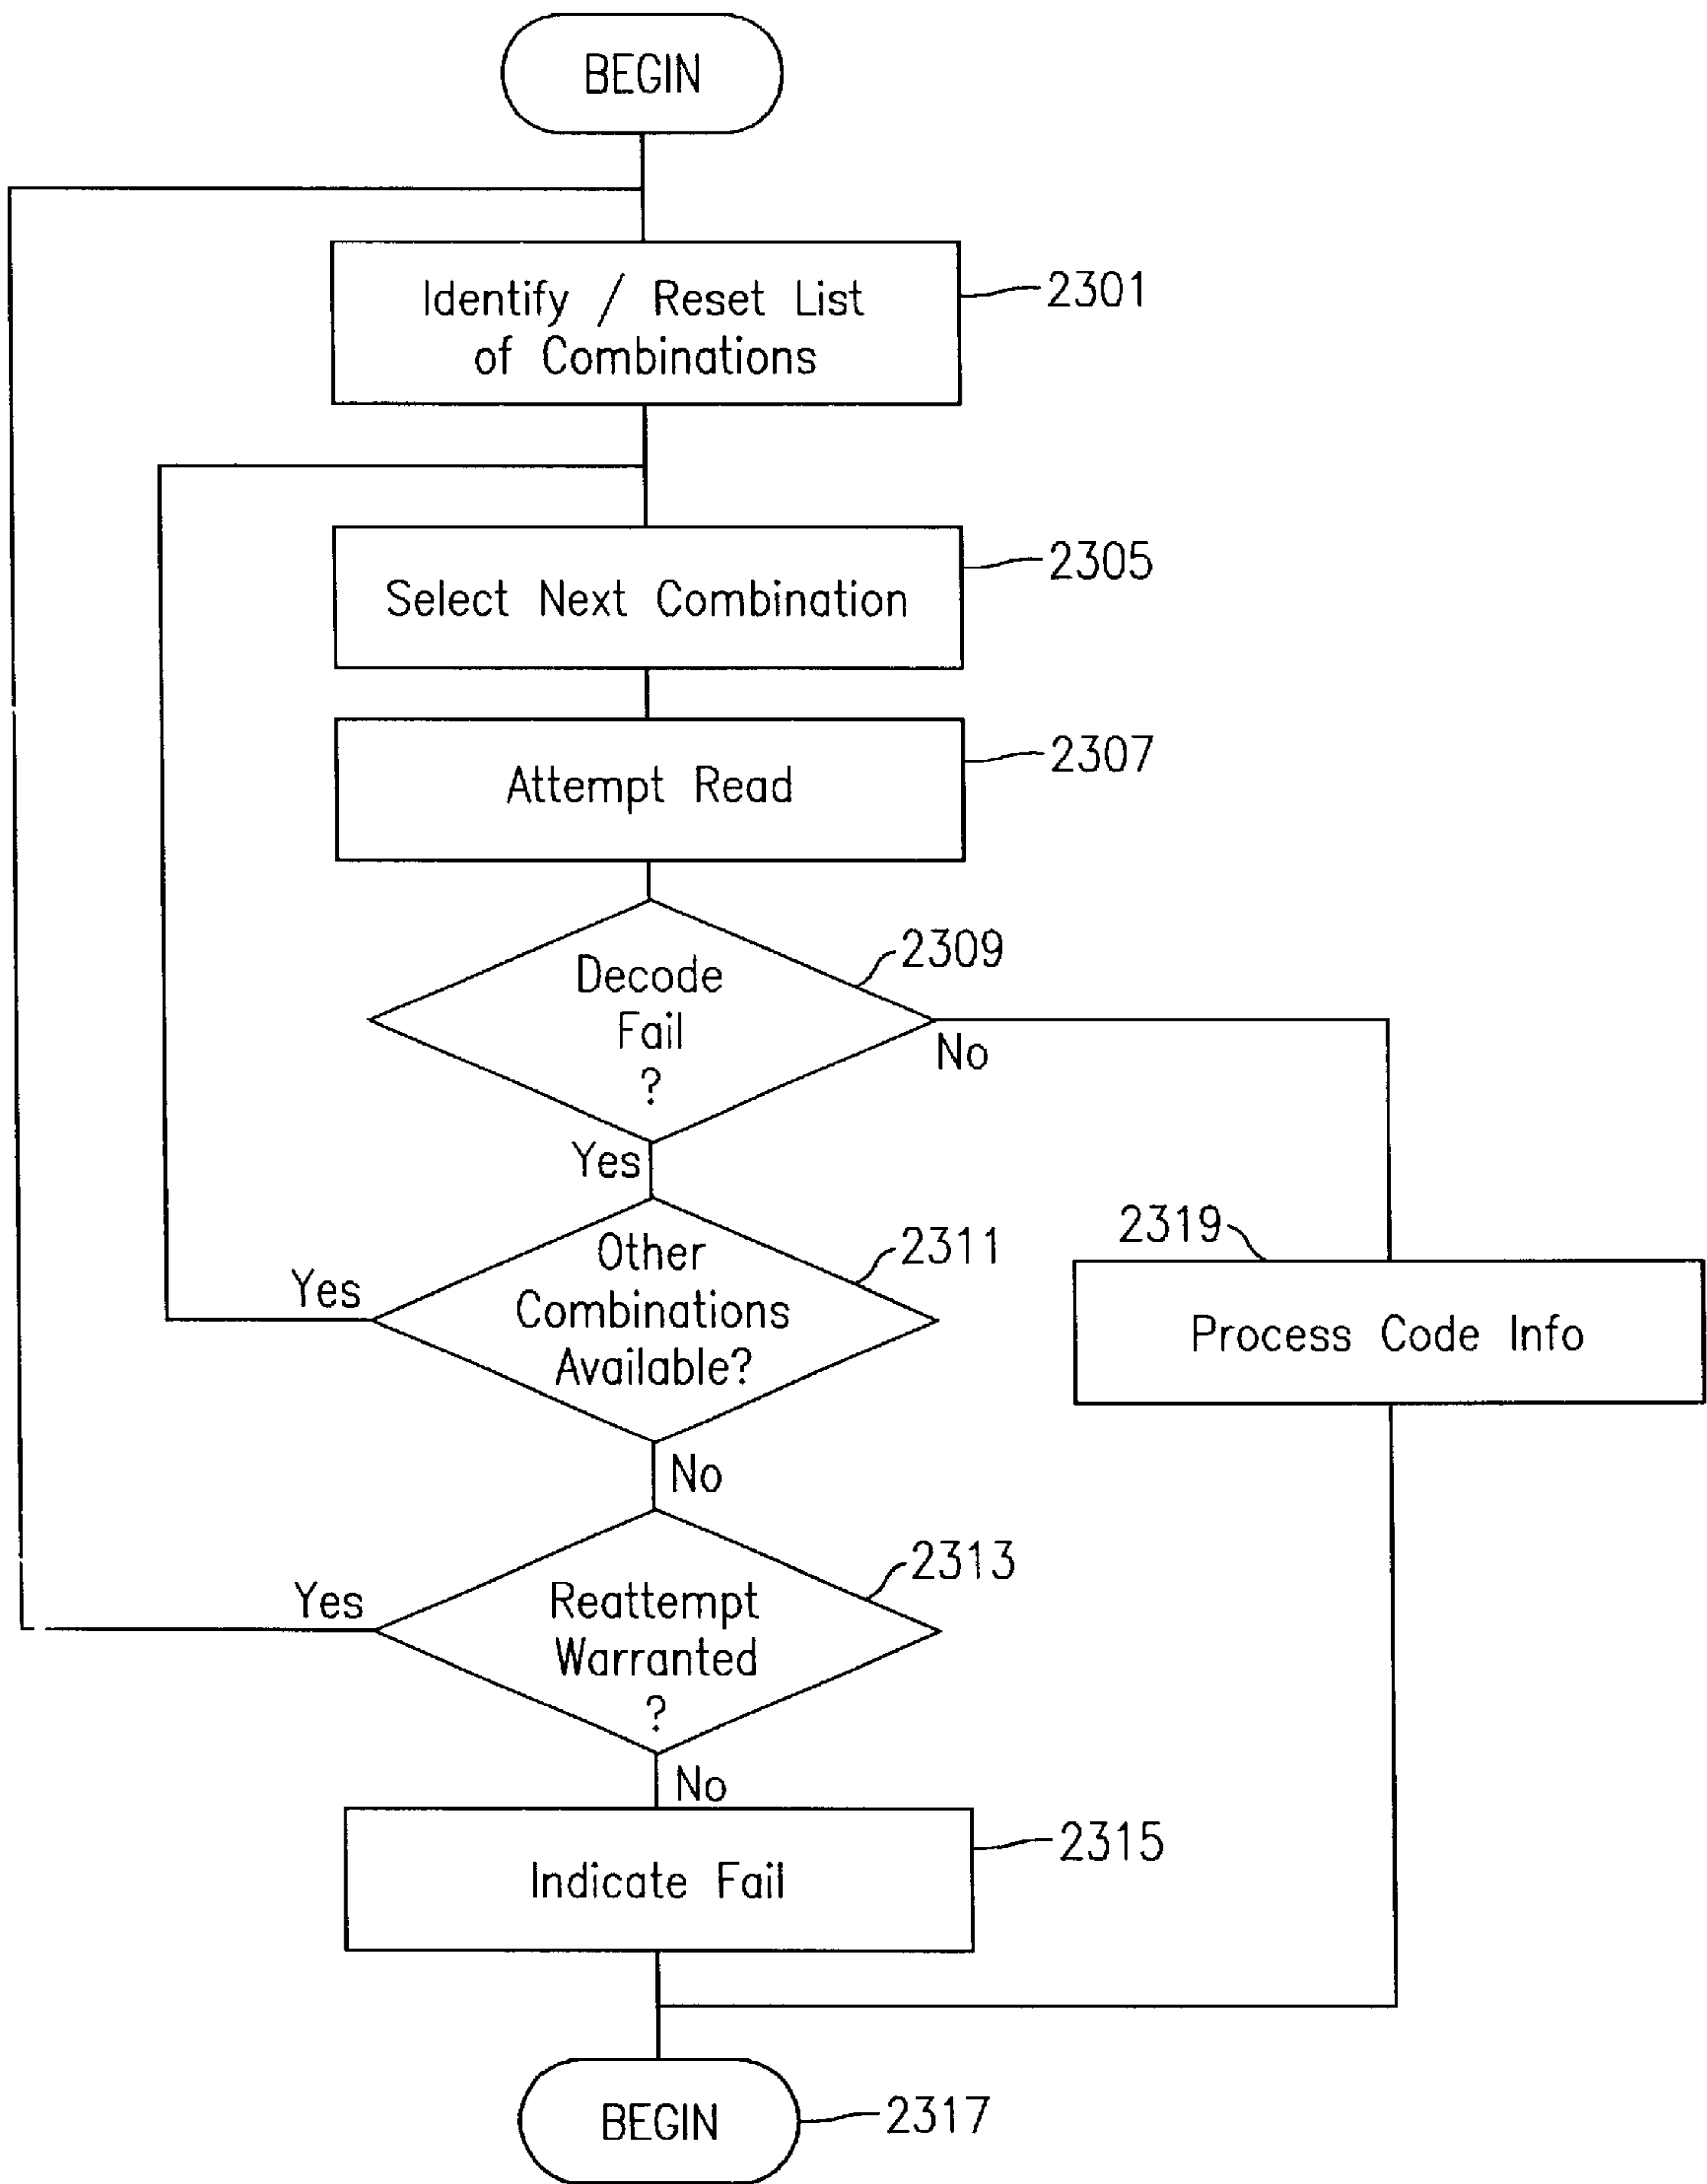 BEGIN
Identify / Reset List
of Combinations
2301
Select Next Combination
2305
Attempt Read
2307
Decode
Fail
?
2309
No
Yes
Other
Combinations
Available?
2311
Yes
2319
Process Code Info
No
Reattempt
Warranted
?
2313
Yes
No
Indicate Fail
2315
BEGIN
2317